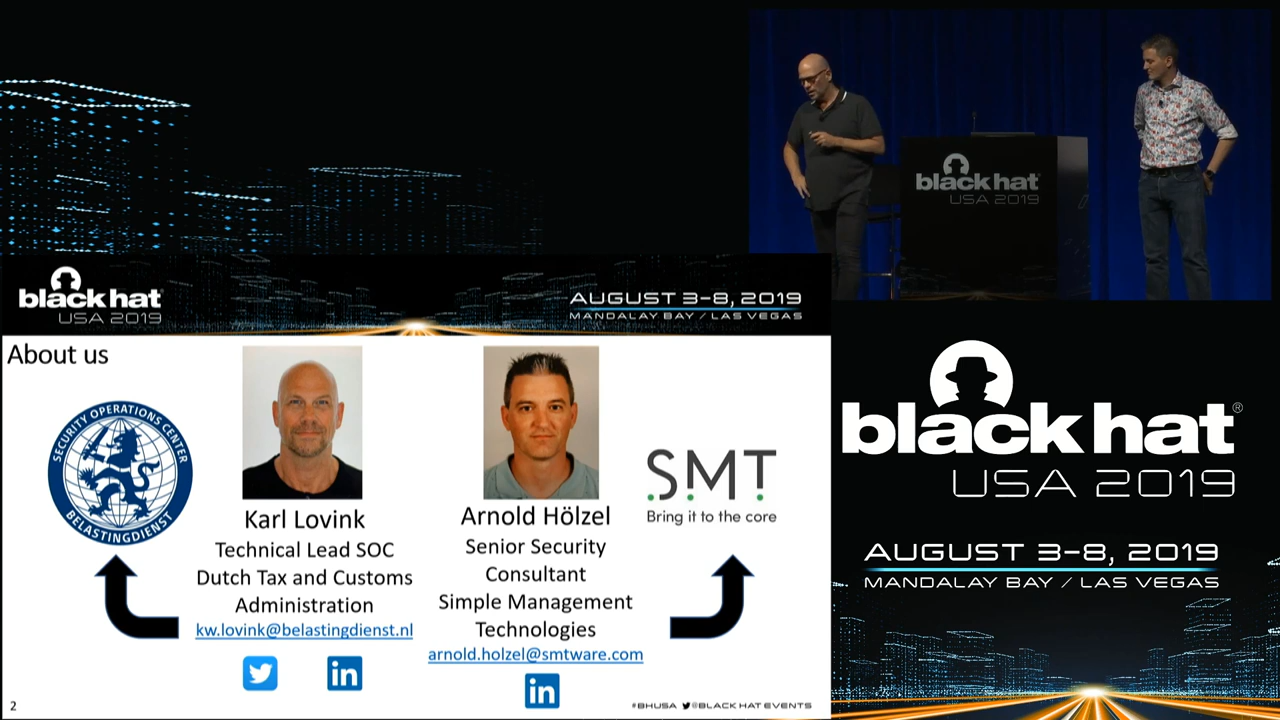 black hat
USA 2019
black hat
USA 2019
AUGUST 3-8, 2019
MANDALAY BAY / LAS VEGAS
About us
SECURITY OPERATIONS CENTER
BELASTINGDIENST
Karl Lovink
Technical Lead SOC
Dutch Tax and Customs
Administration
kw.lovink@belastingdienst.nl
in
Arnold Hölzel
Senior Security
Consultant
Simple Management
Technologies
arnold.holzel@smtware.com
in
SMT
Bring it to the core
2
#BHUSA @BLACK HAT EVENTS
black hat®
USA 2019
AUGUST 3-8, 2019
MANDALAY BAY / LAS VEGAS